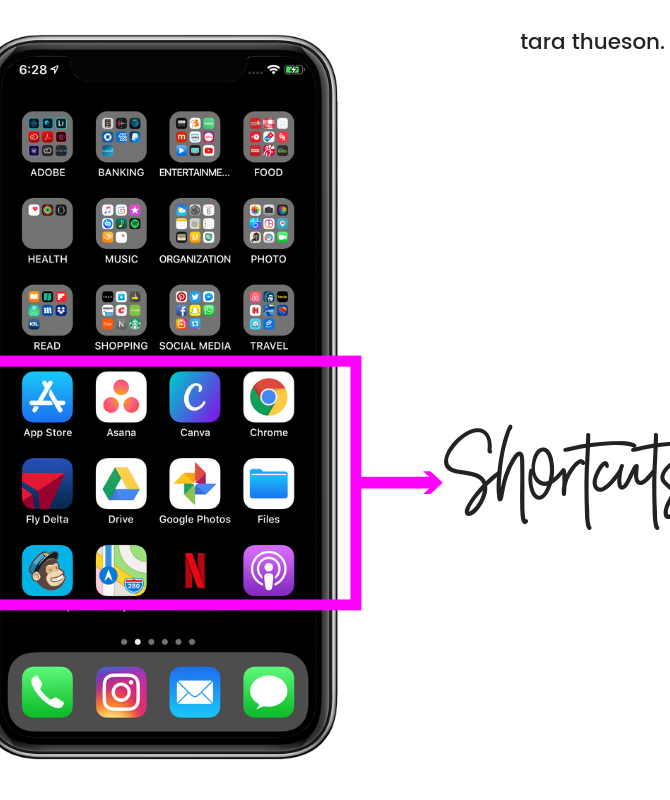 tara thueson.
6:28
ADOBE BANKING ENTERTAINME... FOOD
HEALTH MUSIC ORGANIZATION PHOTO
READ SHOPPING SOCIAL MEDIA TRAVEL
App Store Asana Canva Chrome
Shortcuts
Fly Delta Drive Google Photos Files
280